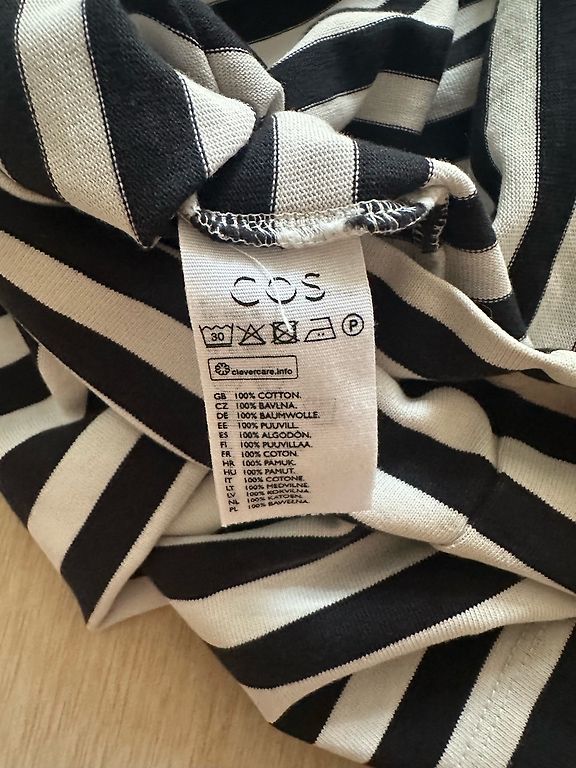 COS
30 P
clevercare.info
GB 100% COTTON.
CZ 100% BAVLNA.
DE 100% BAUMWOLLE.
EE 100% PUUVILL.
ES 100% ALGODÓN.
FI 100% PUUVILLAA.
FR 100% COTON.
HR 100% PAMUK.
HU 100% PAMUT.
IT 100% COTONE.
LT 100% MEDVILNĖ.
LV 100% KOKVILNA.
NL 100% KATOEN.
PL 100% BAWEŁNA.